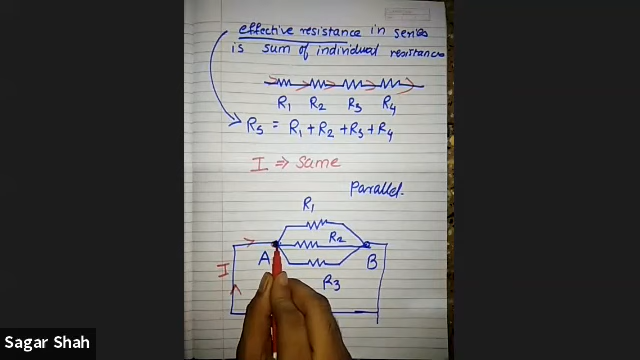 effective resistance in series
is sum of individual resistances
R1 R2 R3 R4
Rs = R1 + R2 + R3 + R4
I ⇒ Same
Parallel.
R1
R2
A B
I
R3
Sagar Shah